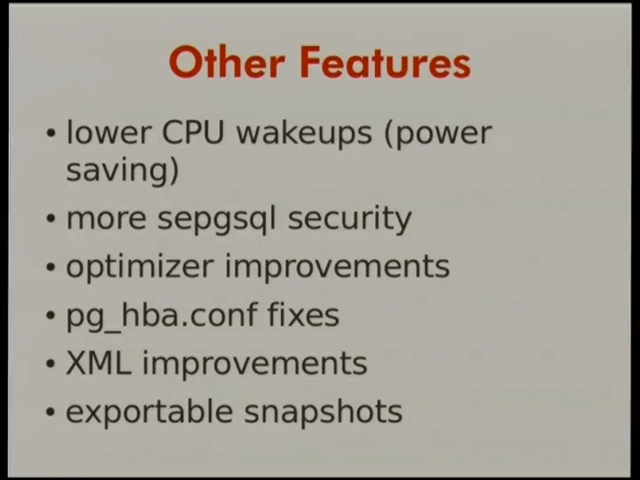 Other Features
• lower CPU wakeups (power
saving)
• more sepgsql security
• optimizer improvements
• pg_hba.conf fixes
• XML improvements
• exportable snapshots